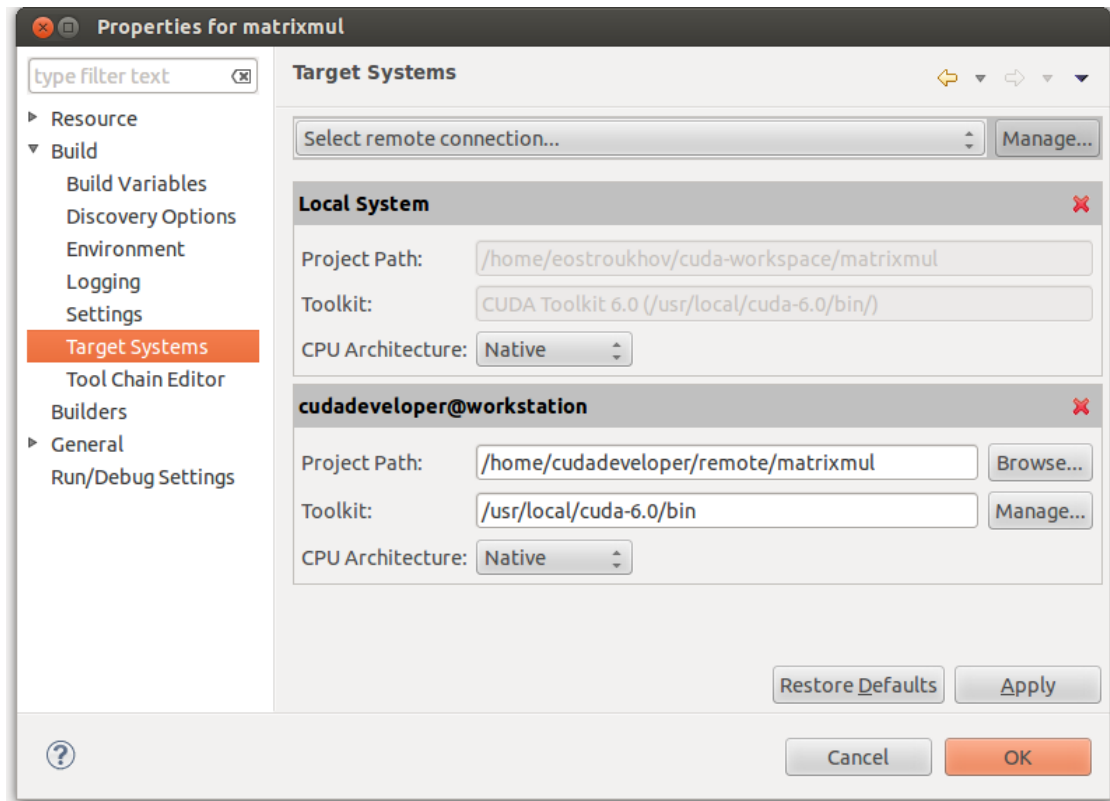 Properties for matrixmul
type filter text
Resource
Build
Build Variables
Discovery Options
Environment
Logging
Settings
Target Systems
Tool Chain Editor
Builders
General
Run/Debug Settings
Target Systems
Select remote connection...
Manage...
Local System
Project Path: /home/eostroukhov/cuda-workspace/matrixmul
Toolkit: CUDA Toolkit 6.0 (/usr/local/cuda-6.0/bin/)
CPU Architecture: Native
cudadeveloper@workstation
Project Path: /home/cudadeveloper/remote/matrixmul Browse...
Toolkit: /usr/local/cuda-6.0/bin Manage...
CPU Architecture: Native
Restore Defaults Apply
? Cancel OK